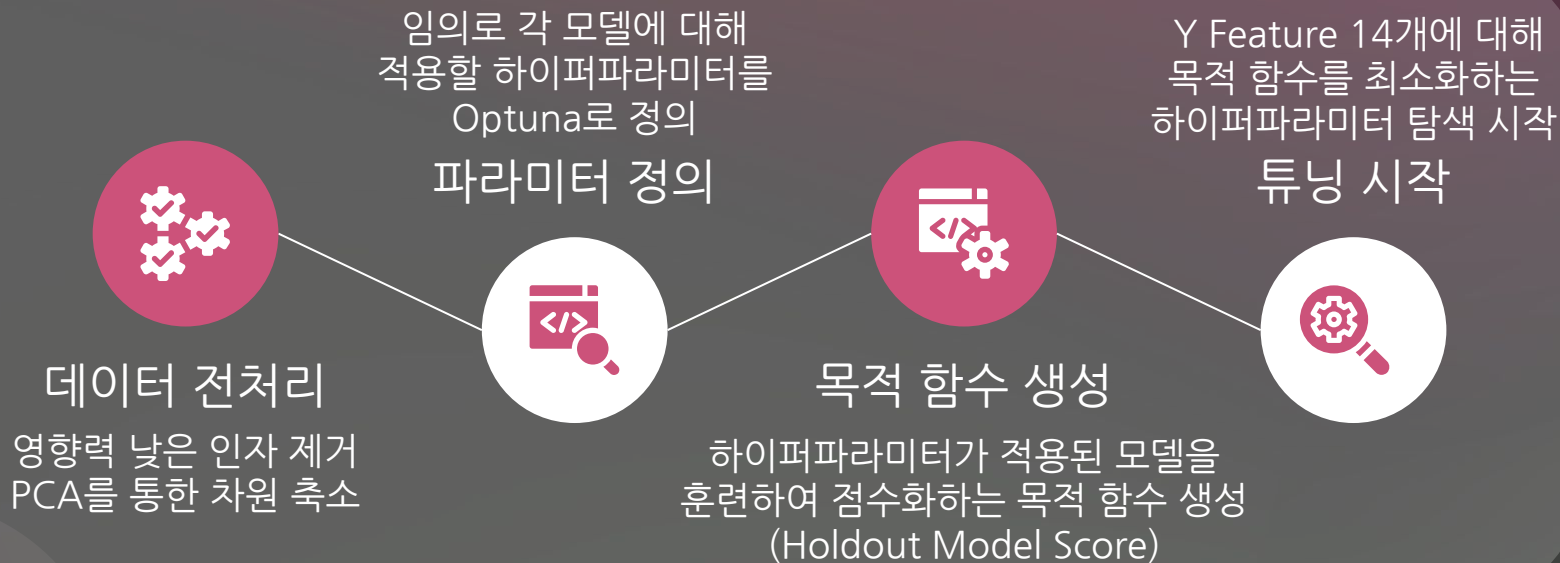 데이터 전처리
영향력 낮은 인자 제거
PCA를 통한 차원 축소
임의로 각 모델에 대해
적용할 하이퍼파라미터를
Optuna로 정의
파라미터 정의
</>
</>
목적 함수 생성
하이퍼파라미터가 적용된 모델을
훈련하여 점수화하는 목적 함수 생성
(Holdout Model Score)
Y Feature 14개에 대해
목적 함수를 최소화하는
하이퍼파라미터 탐색 시작
튜닝 시작